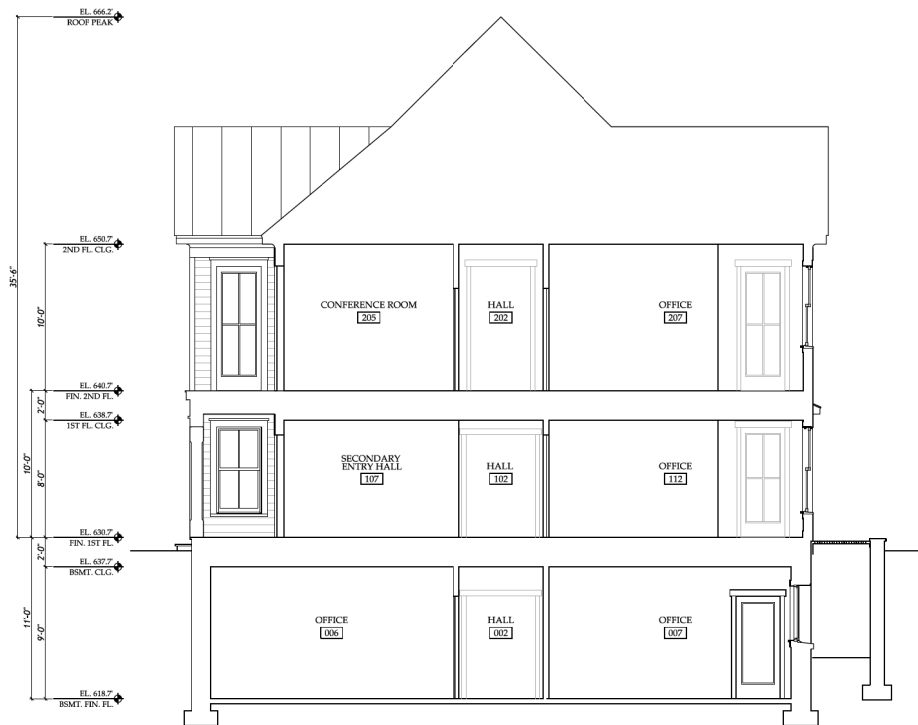 EL. 666.2'
ROOF PEAK
EL. 650.7'
2ND FL. CLG.
35'-6"
10'-0"
CONFERENCE ROOM
205
HALL
202
OFFICE
207
EL. 640.7'
FIN. 2ND FL.
2'-0"
EL. 638.7'
1ST FL. CLG.
10'-0"
8'-0"
SECONDARY
ENTRY HALL
107
HALL
102
OFFICE
112
EL. 630.7'
FIN. 1ST FL.
2'-0"
EL. 637.7'
BSMT. CLG.
11'-0"
9'-0"
OFFICE
006
HALL
002
OFFICE
007
EL. 618.7'
BSMT. FIN. FL.